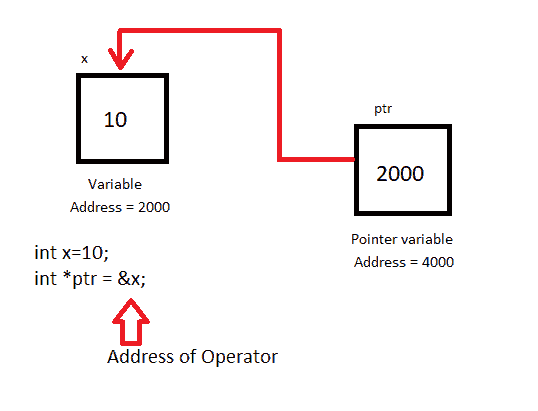 x
10
Variable
Address = 2000
ptr
2000
Pointer variable
Address = 4000
int x=10;
int *ptr = &x;
Address of Operator